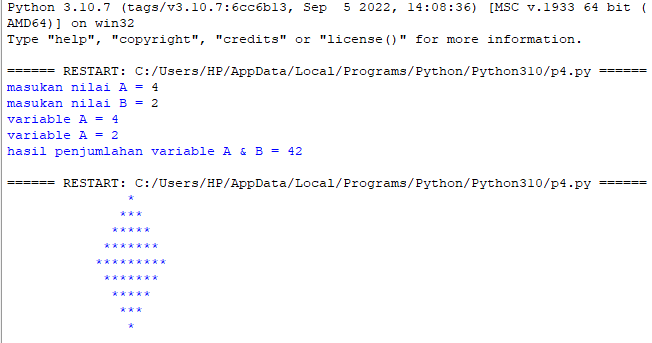 Python 3.10.7 (tags/v3.10.7:6cc6b13, Sep  5 2022, 14:08:36) [MSC v.1933 64 bit (
AMD64)] on win32
Type "help", "copyright", "credits" or "license()" for more information.

====== RESTART: C:/Users/HP/AppData/Local/Programs/Python/Python310/p4.py ======
masukan nilai A = 4
masukan nilai B = 2
variable A = 4
variable A = 2
hasil penjumlahan variable A & B = 42

====== RESTART: C:/Users/HP/AppData/Local/Programs/Python/Python310/p4.py ======
               *
              ***
             *****
            *******
           *********
            *******
             *****
              ***
               *